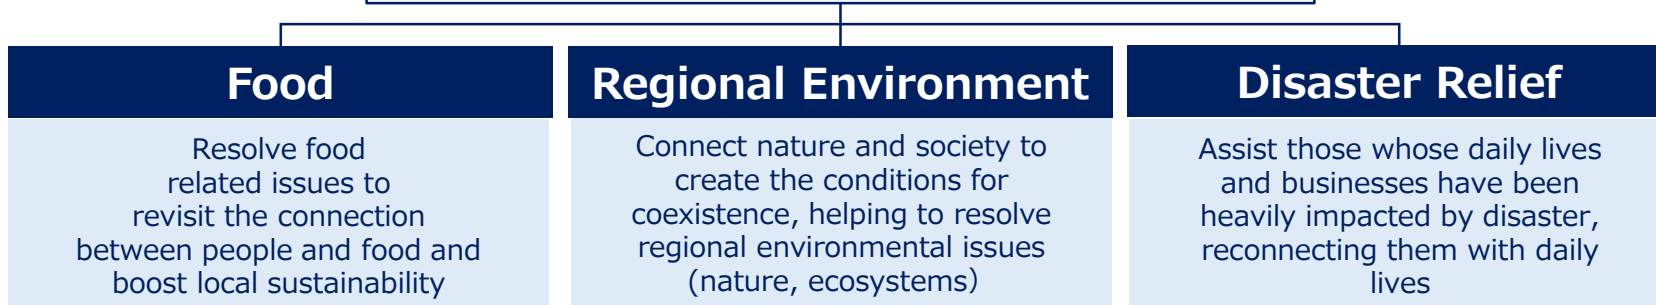 Food
Resolve food
related issues to
revisit the connection
between people and food and
boost local sustainability
Regional Environment
Connect nature and society to
create the conditions for
coexistence, helping to resolve
regional environmental issues
(nature, ecosystems）
Disaster Relief
Assist those whose daily lives
and businesses have been
heavily impacted by disaster,
reconnecting them with daily
lives